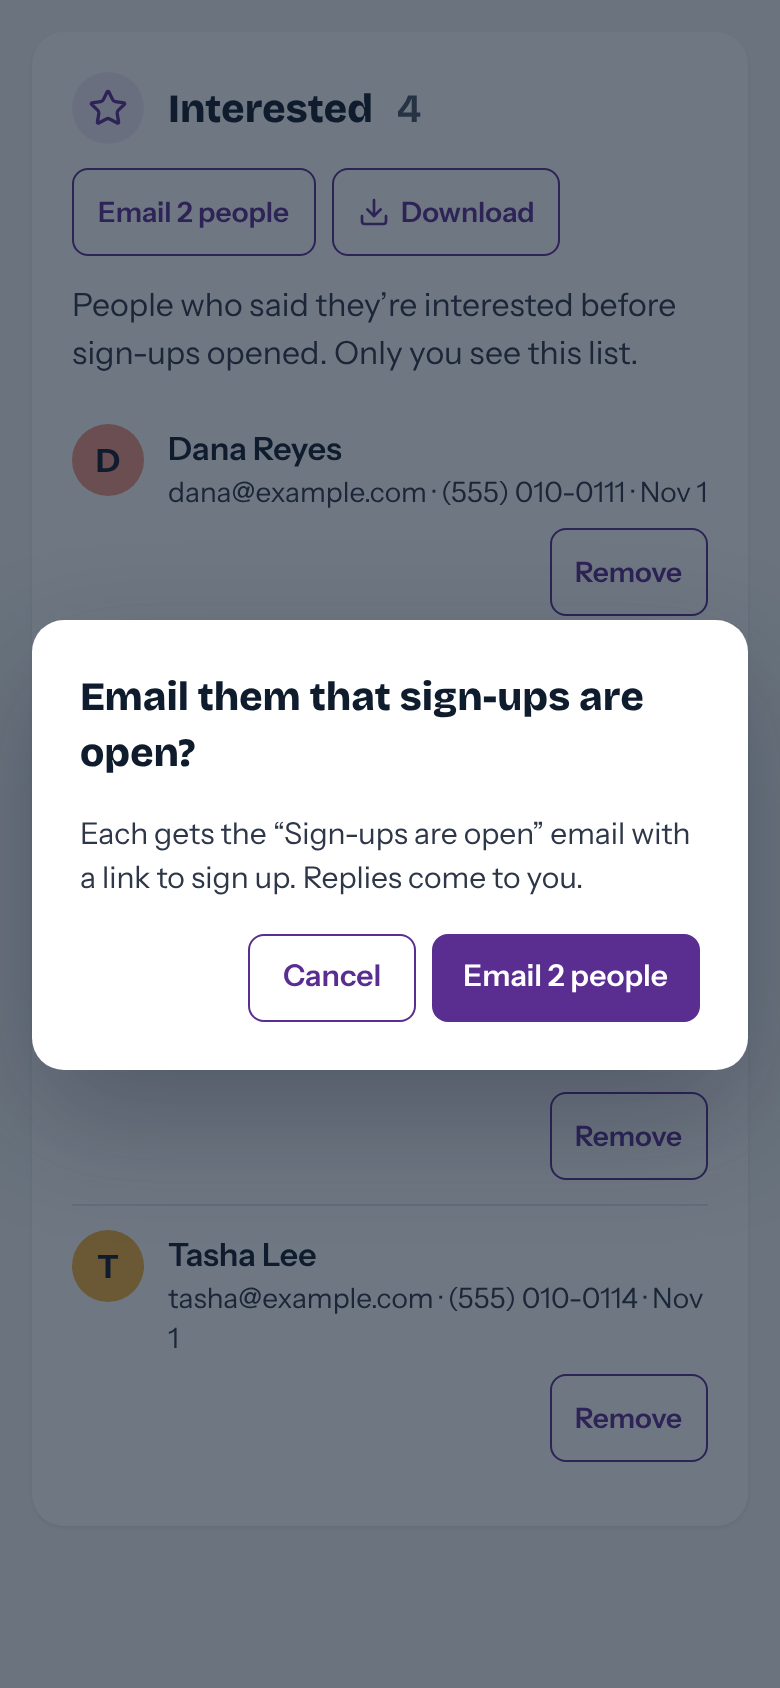 Interested 4
Email 2 people Download
People who said they’re interested before
sign-ups opened. Only you see this list.
D Dana Reyes
dana@example.com · (555) 010-0111 · Nov 1
Remove
Email them that sign-ups are
open?
Each gets the “Sign-ups are open” email with
a link to sign up. Replies come to you.
Cancel Email 2 people
Remove
T Tasha Lee
tasha@example.com · (555) 010-0114 · Nov
1
Remove